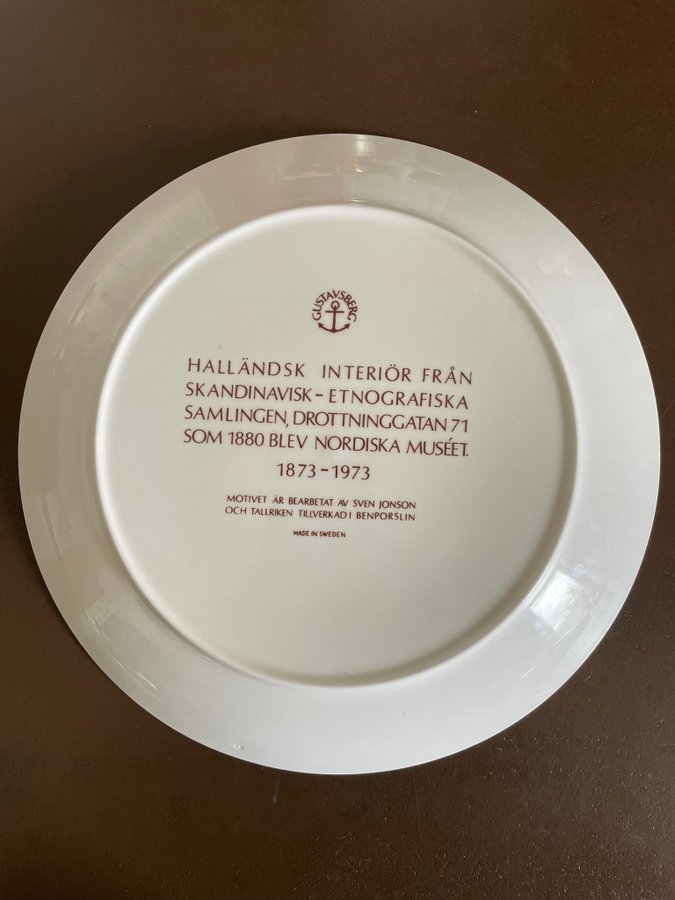 GUSTAVSBERG
HALLÄNDSK INTERIÖR FRÅN
SKANDINAVISK-ETNOGRAFISKA
SAMLINGEN, DROTTNINGGATAN 71
SOM 1880 BLEV NORDISKA MUSÉET.
1873-1973
MOTIVET ÄR BEARBETAT AV SVEN JONSON
OCH TALLRIKEN TILLVERKAD I BENPORSLIN
MADE IN SWEDEN